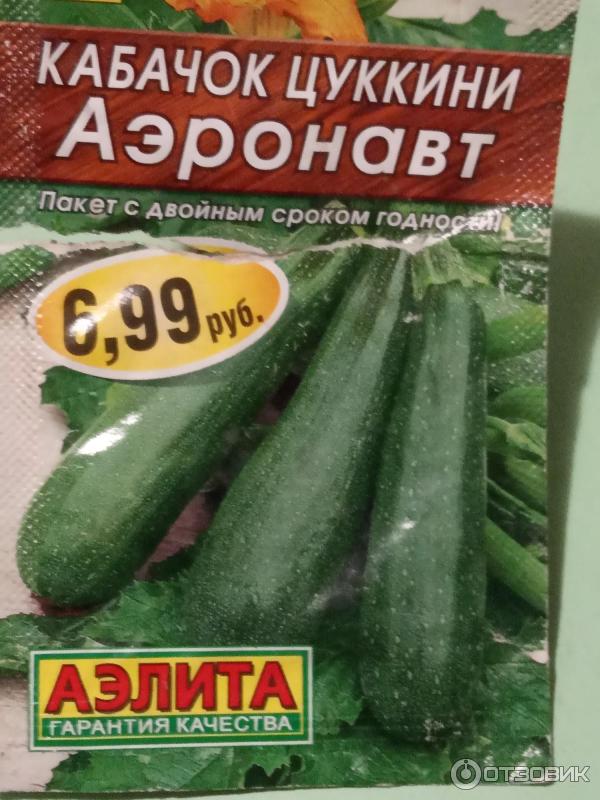 КАБАЧОК ЦУККИНИ
Аэронавт
Пакет с двойным сроком годности
6,99 руб.
АЭЛИТА
ГАРАНТИЯ КАЧЕСТВА
ОТЗОВИК